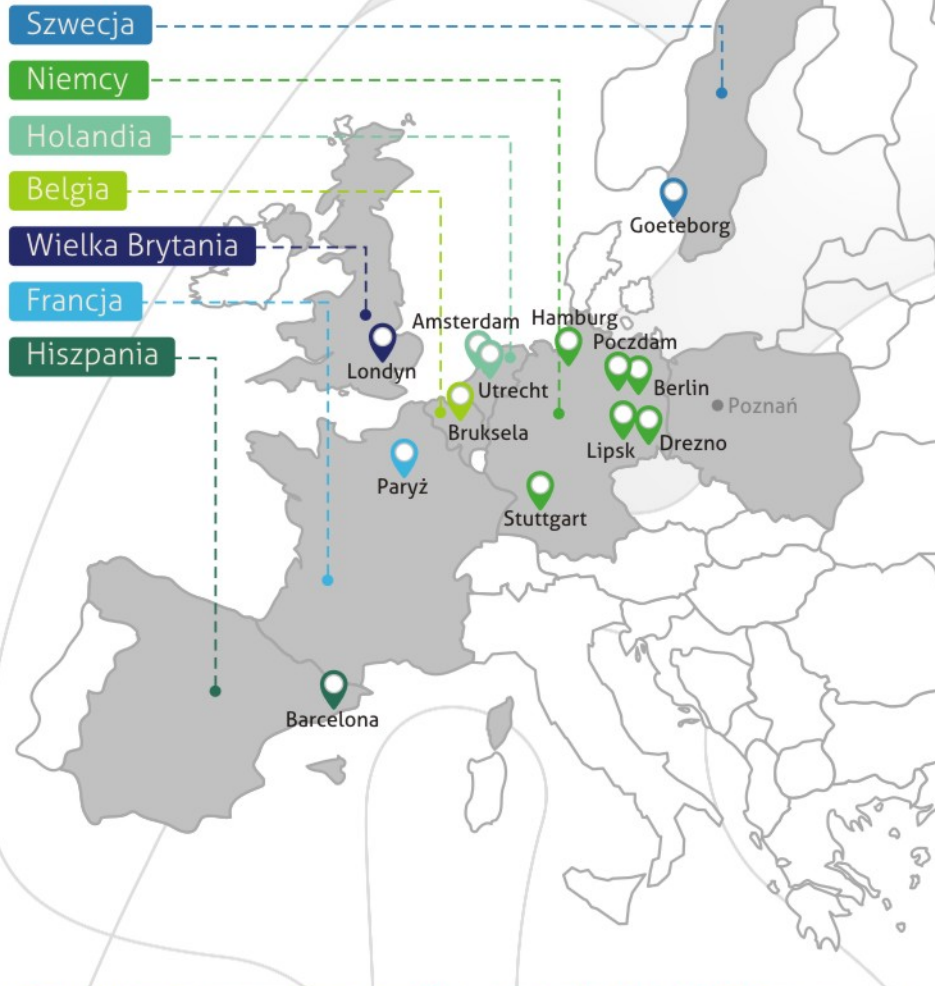 Szwecja
Niemcy
Holandia
Belgia
Wielka Brytania
Francja
Hiszpania
Goeteborg
Amsterdam
Hamburg
Poczdam
Londyn
Utrecht
Berlin
Poznań
Bruksela
Lipsk
Drezno
Paryż
Stuttgart
Barcelona